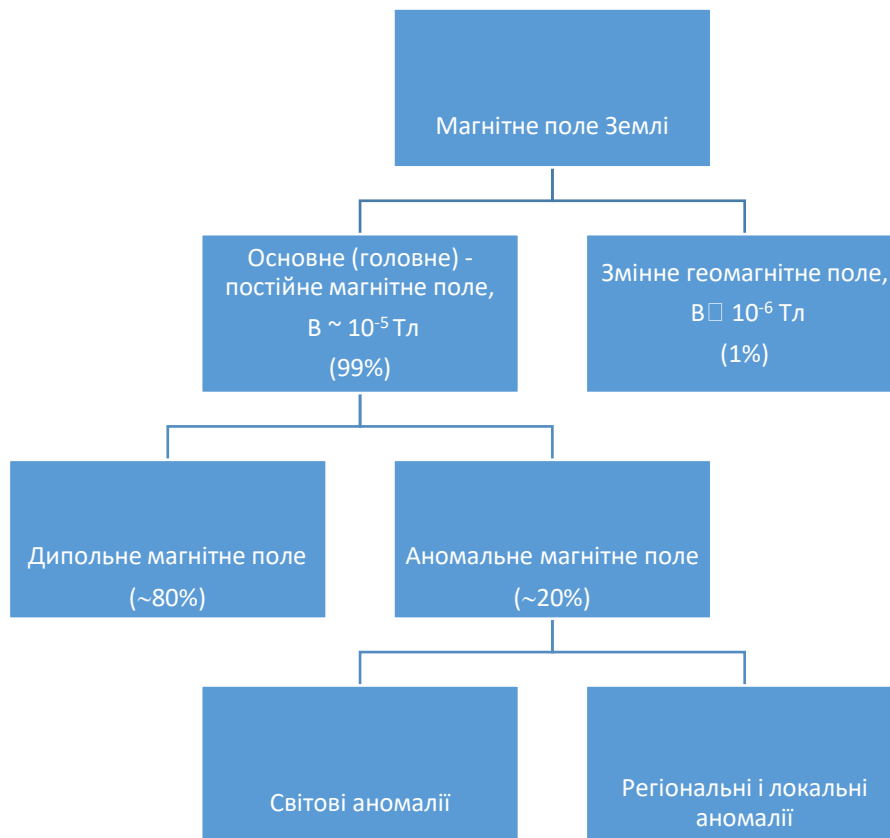 Магнітне поле Землі
Основне (головне) -
постійне магнітне поле,
В ~ 10⁻⁵ Тл
(99%)
Змінне геомагнітне поле,
В□ 10⁻⁶ Тл
(1%)
Дипольне магнітне поле
(~80%)
Аномальне магнітне поле
(~20%)
Світові аномалії
Регіональні і локальні
аномалії